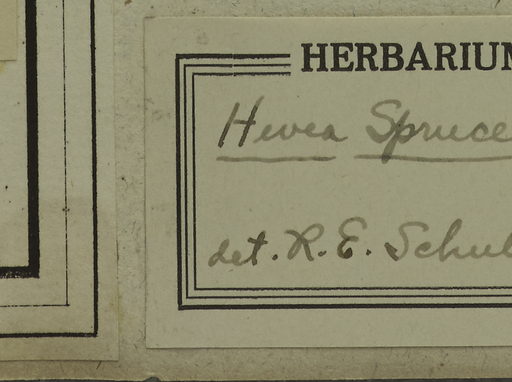 HERBARIUM
Hevea Spruce
det. R. E. Schul